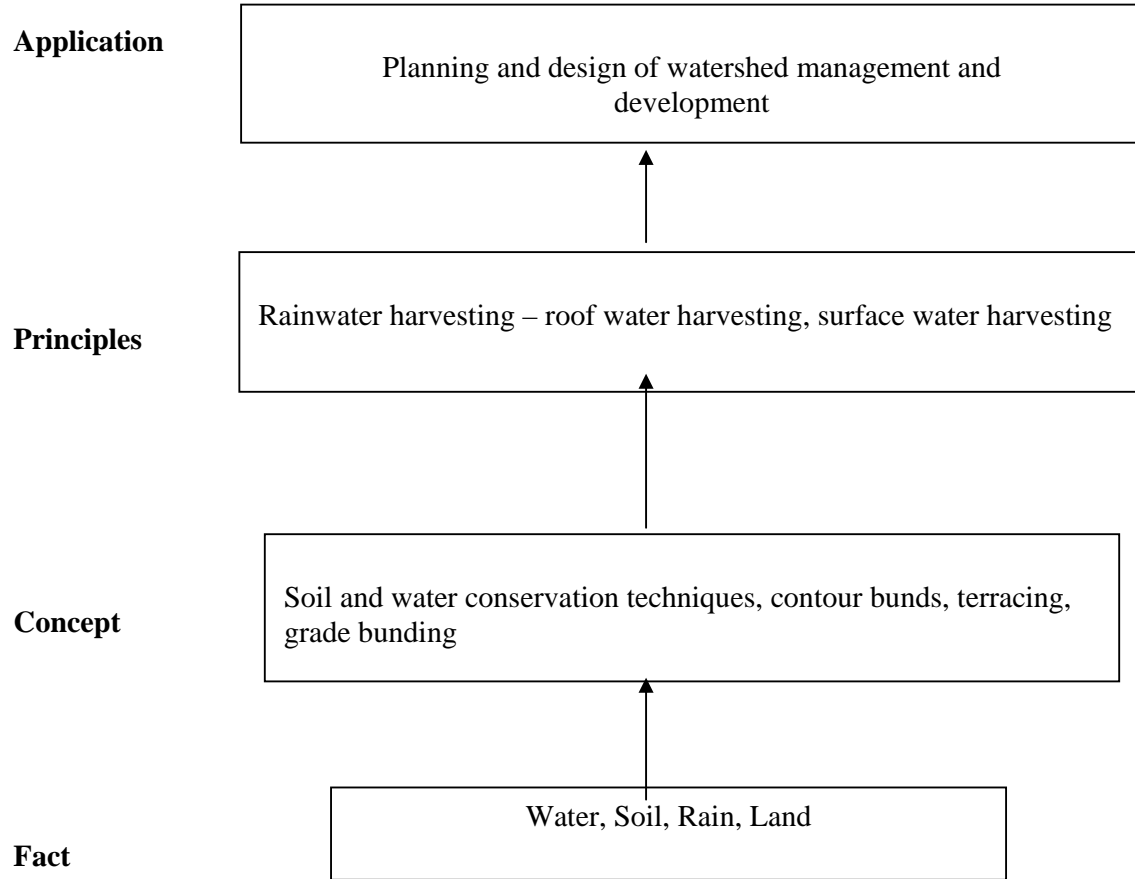 Application
Planning and design of watershed management and
development
Principles
Rainwater harvesting – roof water harvesting, surface water harvesting
Concept
Soil and water conservation techniques, contour bunds, terracing,
grade bunding
Fact
Water, Soil, Rain, Land